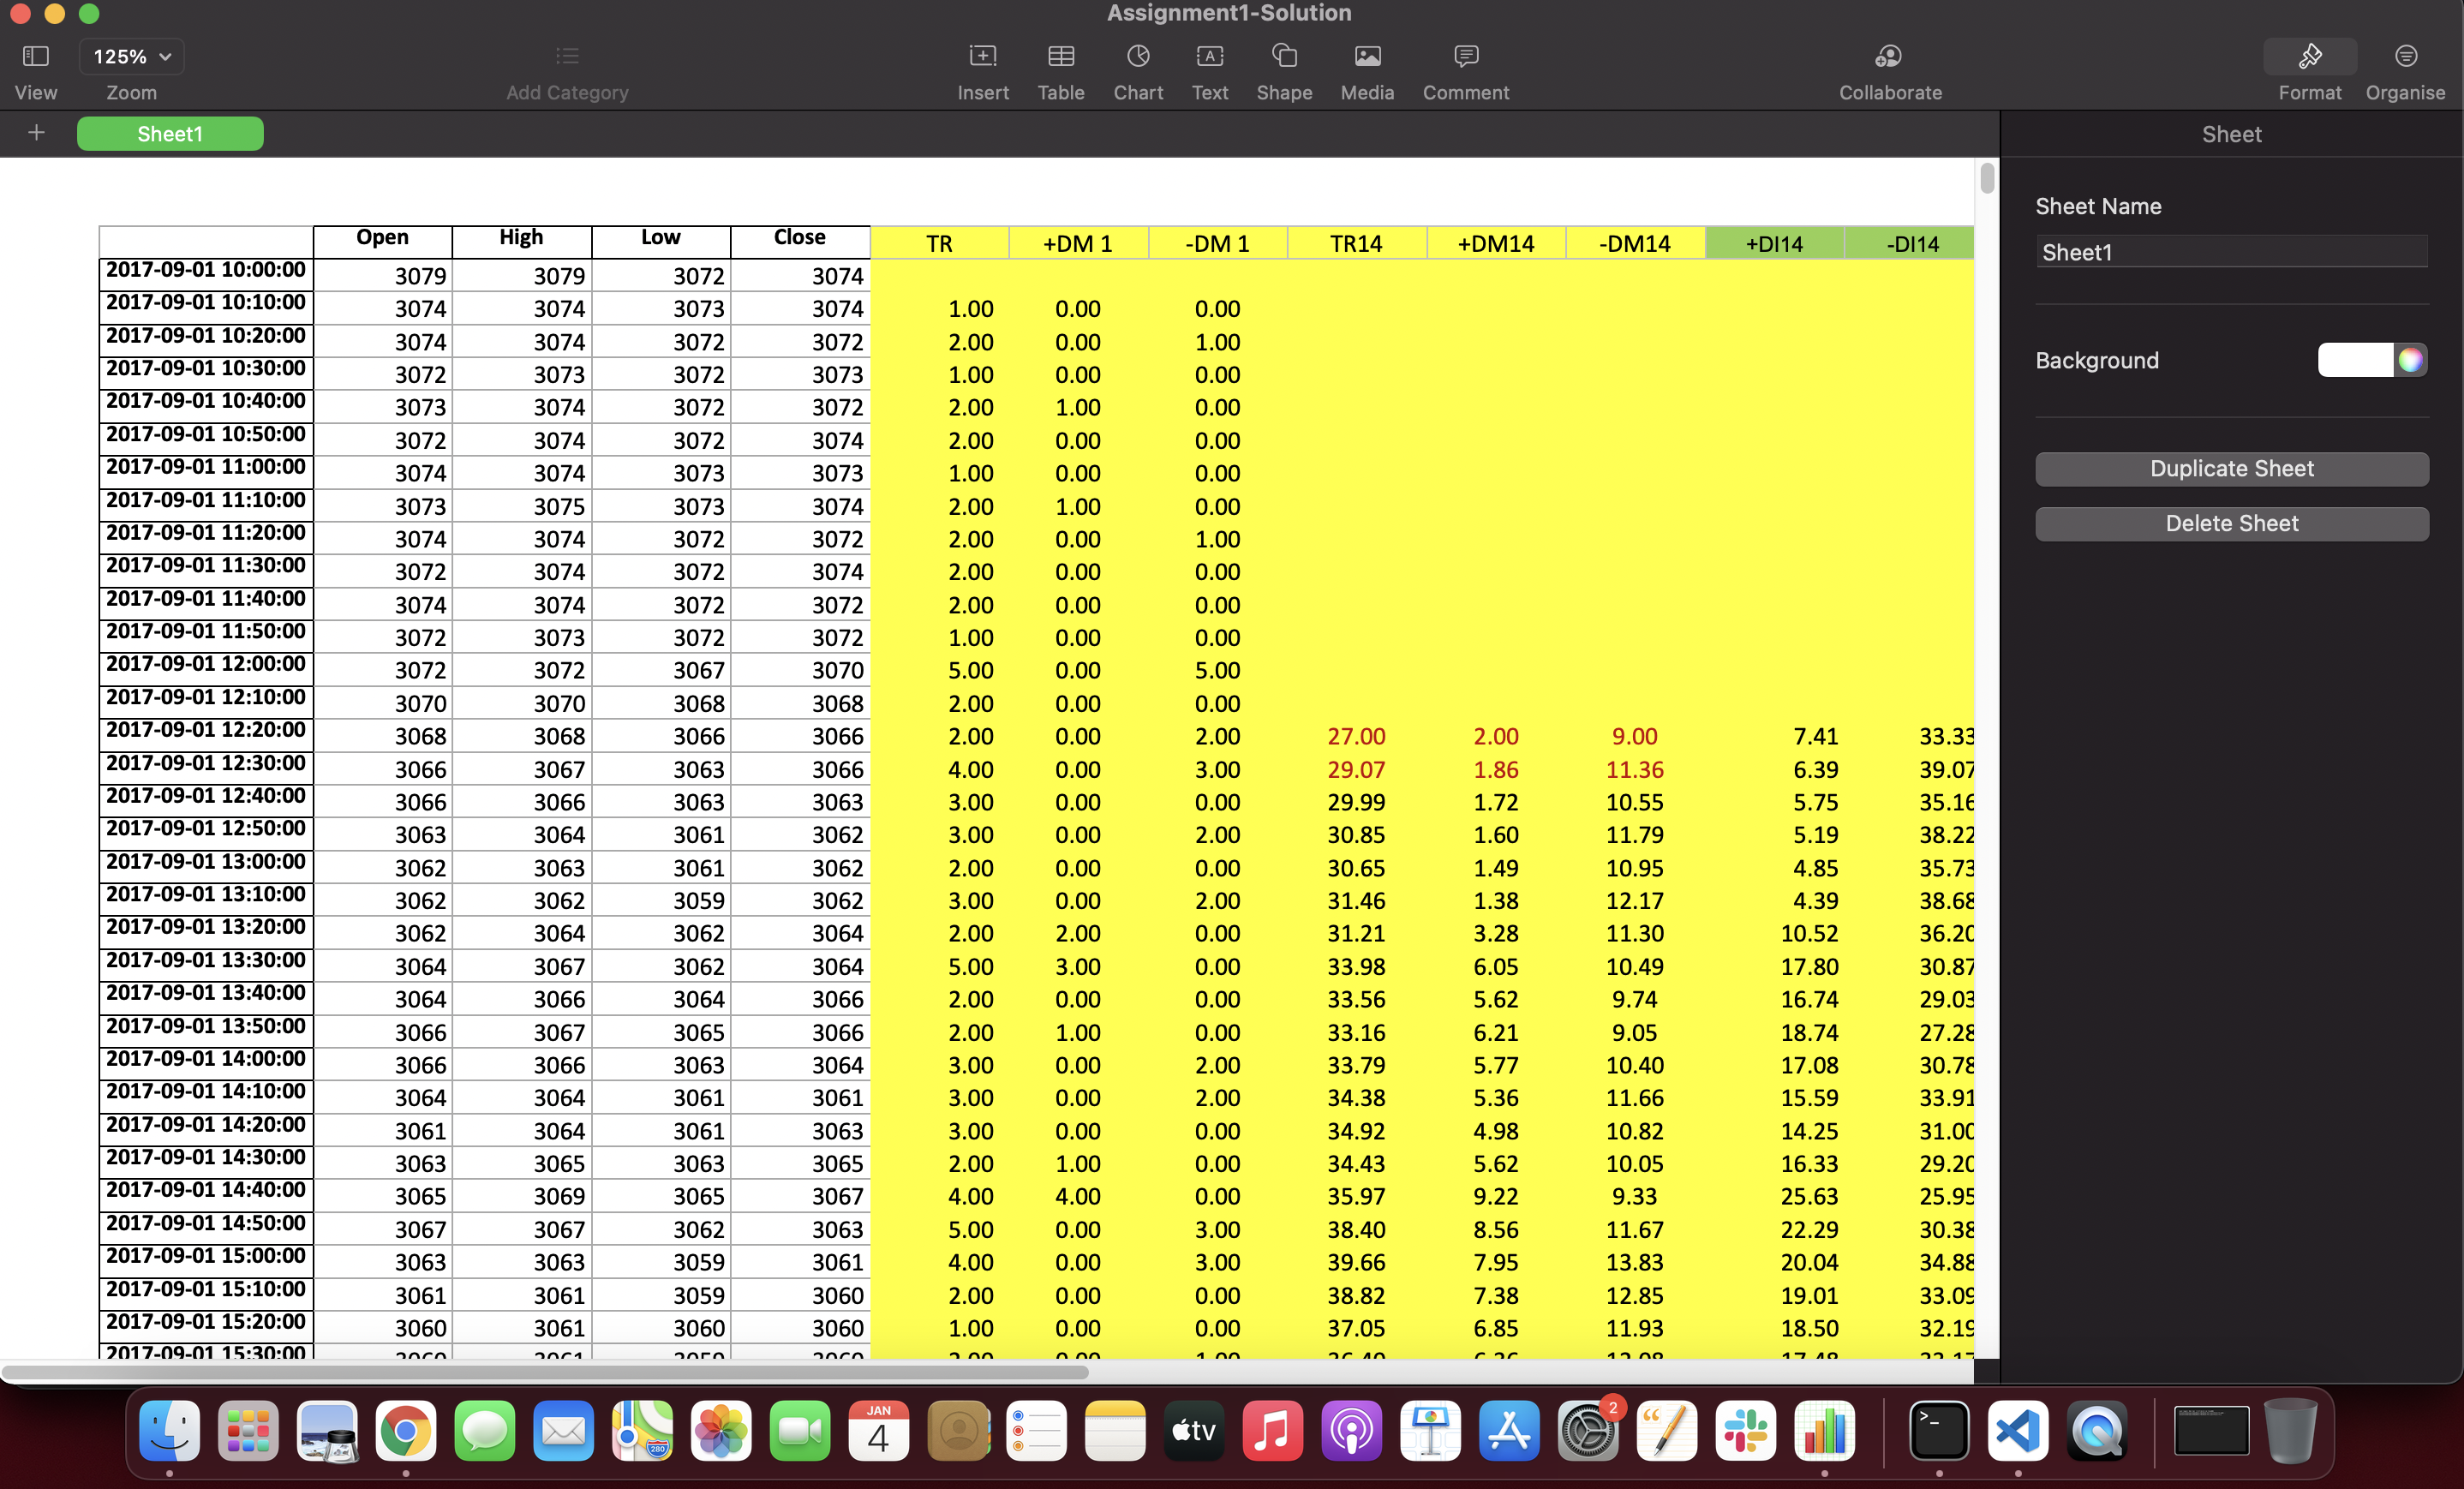 Assignment1-Solution
125%
View Zoom Add Category Insert Table Chart Text Shape Media Comment Collaborate Format Organise
Sheet1
Sheet
Sheet Name
Sheet1
Background
Duplicate Sheet
Delete Sheet
Open High Low Close TR +DM 1 -DM 1 TR14 +DM14 -DM14 +DI14 -DI14
2017-09-01 10:00:00 3079 3079 3072 3074
2017-09-01 10:10:00 3074 3074 3073 3074 1.00 0.00 0.00
2017-09-01 10:20:00 3074 3074 3072 3072 2.00 0.00 1.00
2017-09-01 10:30:00 3072 3073 3072 3073 1.00 0.00 0.00
2017-09-01 10:40:00 3073 3074 3072 3072 2.00 1.00 0.00
2017-09-01 10:50:00 3072 3074 3072 3074 2.00 0.00 0.00
2017-09-01 11:00:00 3074 3074 3073 3073 1.00 0.00 0.00
2017-09-01 11:10:00 3073 3075 3073 3074 2.00 1.00 0.00
2017-09-01 11:20:00 3074 3074 3072 3072 2.00 0.00 1.00
2017-09-01 11:30:00 3072 3074 3072 3074 2.00 0.00 0.00
2017-09-01 11:40:00 3074 3074 3072 3072 2.00 0.00 0.00
2017-09-01 11:50:00 3072 3073 3072 3072 1.00 0.00 0.00
2017-09-01 12:00:00 3072 3072 3067 3070 5.00 0.00 5.00
2017-09-01 12:10:00 3070 3070 3068 3068 2.00 0.00 0.00
2017-09-01 12:20:00 3068 3068 3066 3066 2.00 0.00 2.00 27.00 2.00 9.00 7.41 33.33
2017-09-01 12:30:00 3066 3067 3063 3066 4.00 0.00 3.00 29.07 1.86 11.36 6.39 39.07
2017-09-01 12:40:00 3066 3066 3063 3063 3.00 0.00 0.00 29.99 1.72 10.55 5.75 35.16
2017-09-01 12:50:00 3063 3064 3061 3062 3.00 0.00 2.00 30.85 1.60 11.79 5.19 38.22
2017-09-01 13:00:00 3062 3063 3061 3062 2.00 0.00 0.00 30.65 1.49 10.95 4.85 35.73
2017-09-01 13:10:00 3062 3062 3059 3062 3.00 0.00 2.00 31.46 1.38 12.17 4.39 38.68
2017-09-01 13:20:00 3062 3064 3062 3064 2.00 2.00 0.00 31.21 3.28 11.30 10.52 36.20
2017-09-01 13:30:00 3064 3067 3062 3064 5.00 3.00 0.00 33.98 6.05 10.49 17.80 30.87
2017-09-01 13:40:00 3064 3066 3064 3066 2.00 0.00 0.00 33.56 5.62 9.74 16.74 29.03
2017-09-01 13:50:00 3066 3067 3065 3066 2.00 1.00 0.00 33.16 6.21 9.05 18.74 27.28
2017-09-01 14:00:00 3066 3066 3063 3064 3.00 0.00 2.00 33.79 5.77 10.40 17.08 30.78
2017-09-01 14:10:00 3064 3064 3061 3061 3.00 0.00 2.00 34.38 5.36 11.66 15.59 33.91
2017-09-01 14:20:00 3061 3064 3061 3063 3.00 0.00 0.00 34.92 4.98 10.82 14.25 31.00
2017-09-01 14:30:00 3063 3065 3063 3065 2.00 1.00 0.00 34.43 5.62 10.05 16.33 29.20
2017-09-01 14:40:00 3065 3069 3065 3067 4.00 4.00 0.00 35.97 9.22 9.33 25.63 25.95
2017-09-01 14:50:00 3067 3067 3062 3063 5.00 0.00 3.00 38.40 8.56 11.67 22.29 30.38
2017-09-01 15:00:00 3063 3063 3059 3061 4.00 0.00 3.00 39.66 7.95 13.83 20.04 34.88
2017-09-01 15:10:00 3061 3061 3059 3060 2.00 0.00 0.00 38.82 7.38 12.85 19.01 33.09
2017-09-01 15:20:00 3060 3061 3060 3060 1.00 0.00 0.00 37.05 6.85 11.93 18.50 32.19
2017-09-01 15:30:00
280
JAN
4
tv
2